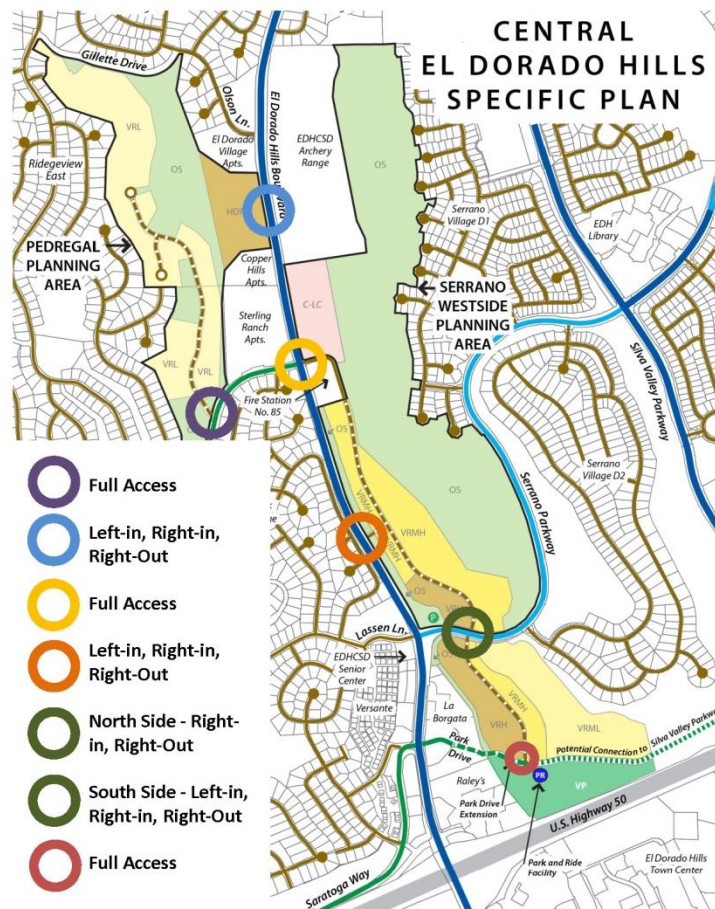 CENTRAL
EL DORADO HILLS
SPECIFIC PLAN
Gillette Drive
Olson Ln.
El Dorado Hills Boulevard
VRL
OS
El Dorado
Village
Apts.
EDHCSD
Archery
Range
OS
Ridgeview
East
HDR
Serrano
Village D1
EDH
Library
PEDREGAL
PLANNING
AREA
Copper
Hills
Apts.
C-LC
SERRANO
WESTSIDE
PLANNING
AREA
Sterling
Ranch
Apts.
Silva Valley Parkway
VRL
VRL
Fire Station
No. 85
OS
OS
Serrano
Village D2
Serrano Parkway
VRMH
VRMH
VRMH
OS
P
Lassen Ln.
EDHCSD
Senior
Center
OS
Versante
La
Borgata
VRMH
VRH
VRML
Potential Connection to
Silva Valley Parkway
Park
Drive
Raley's
PR
VP
Park Drive
Extension
U.S. Highway 50
Park and Ride
Facility
El Dorado Hills
Town Center
Saratoga Way
Full Access
Left-in, Right-in,
Right-Out
Full Access
Left-in, Right-in,
Right-Out
North Side - Right-
in, Right-Out
South Side - Left-in,
Right-in, Right-Out
Full Access